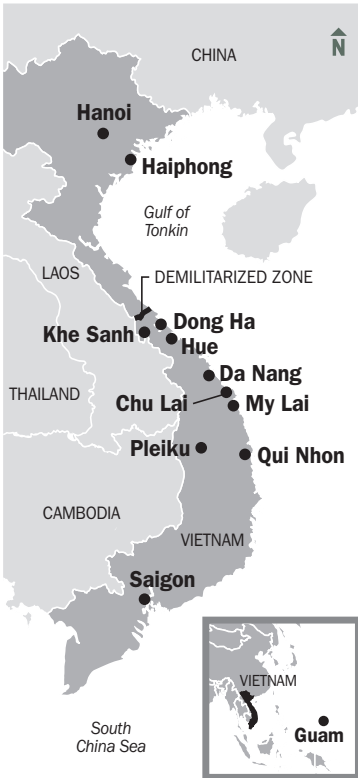 CHINA
N
Hanoi
Haiphong
Gulf of
Tonkin
LAOS
DEMILITARIZED ZONE
Khe Sanh
Dong Ha
Hue
THAILAND
Da Nang
Chu Lai
My Lai
Pleiku
Qui Nhon
CAMBODIA
VIETNAM
Saigon
South
China Sea
VIETNAM
Guam